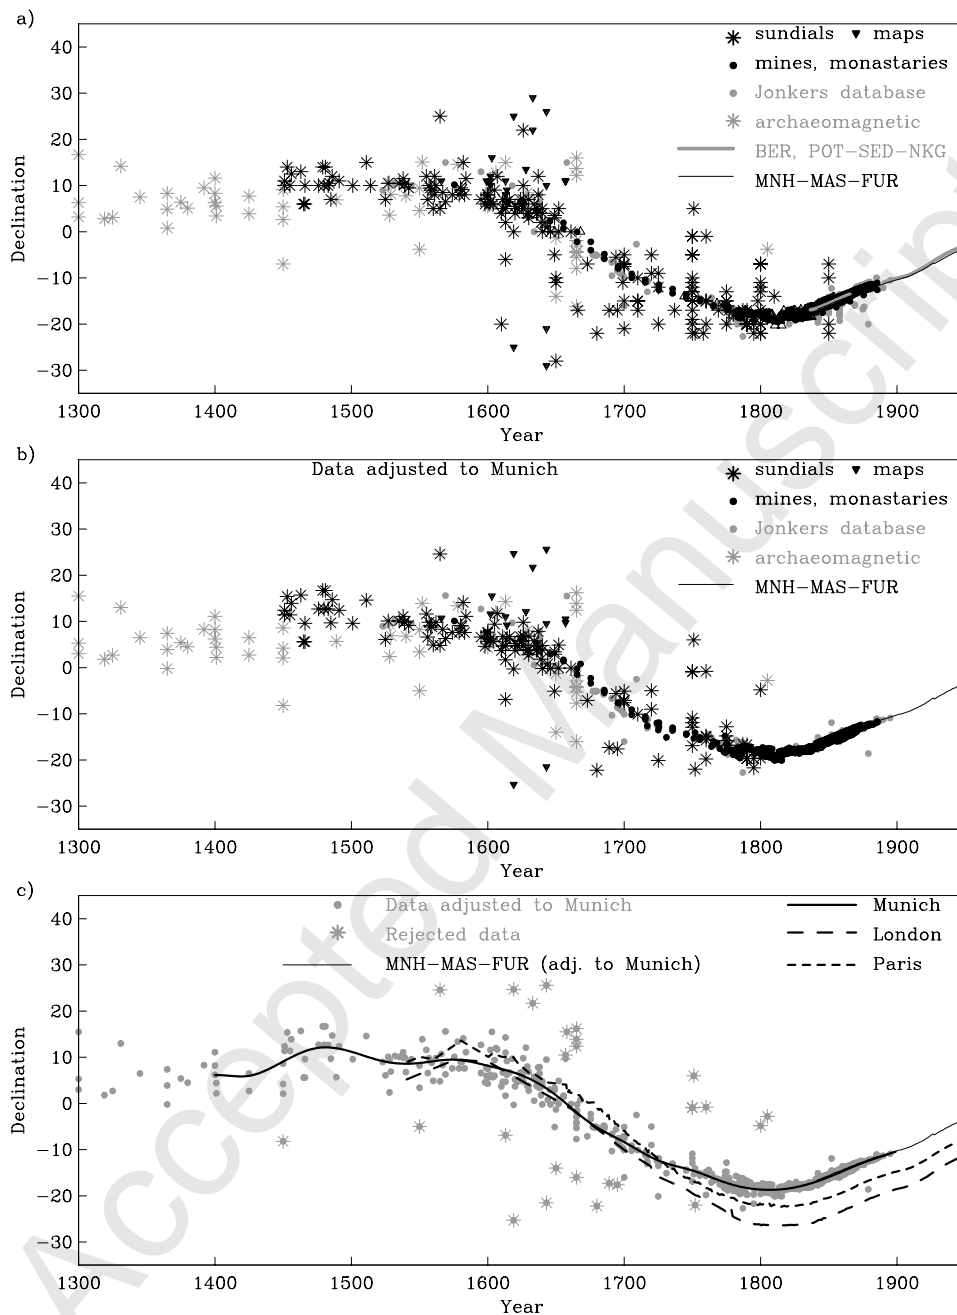 a)
sundials maps
mines, monastaries
Jonkers database
archaeomagnetic
BER, POT-SED-NKG
MNH-MAS-FUR
Declination
40
30
20
10
0
-10
-20
-30
1300 1400 1500 1600 1700 1800 1900
Year
b)
Data adjusted to Munich
sundials maps
mines, monastaries
Jonkers database
archaeomagnetic
MNH-MAS-FUR
Declination
40
30
20
10
0
-10
-20
-30
1300 1400 1500 1600 1700 1800 1900
Year
c)
Data adjusted to Munich
Rejected data
MNH-MAS-FUR (adj. to Munich)
Munich
London
Paris
Declination
40
30
20
10
0
-10
-20
-30
1300 1400 1500 1600 1700 1800 1900
Year
Accepted Manuscript